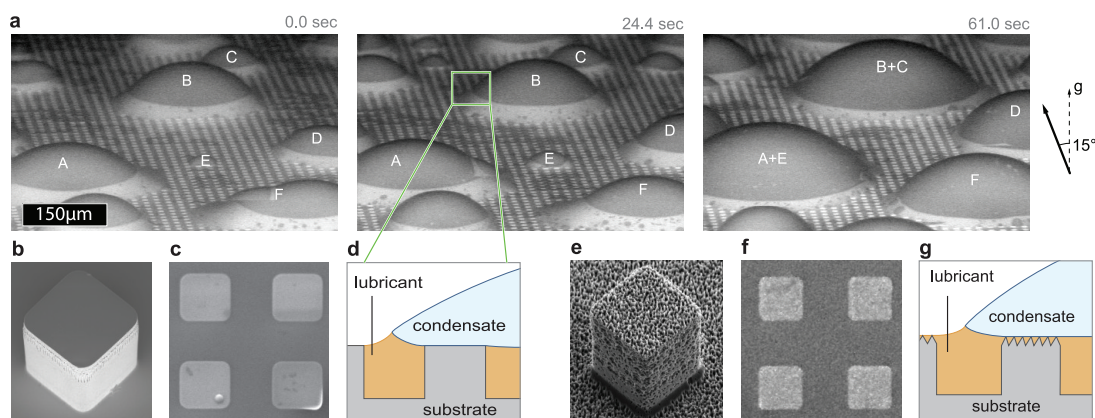 a
0.0 sec
24.4 sec
61.0 sec
A
B
C
D
E
F
150µm
A
B
C
D
E
F
B+C
D
A+E
F
g
15°
b
c
d
lubricant
condensate
substrate
e
f
g
lubricant
condensate
substrate